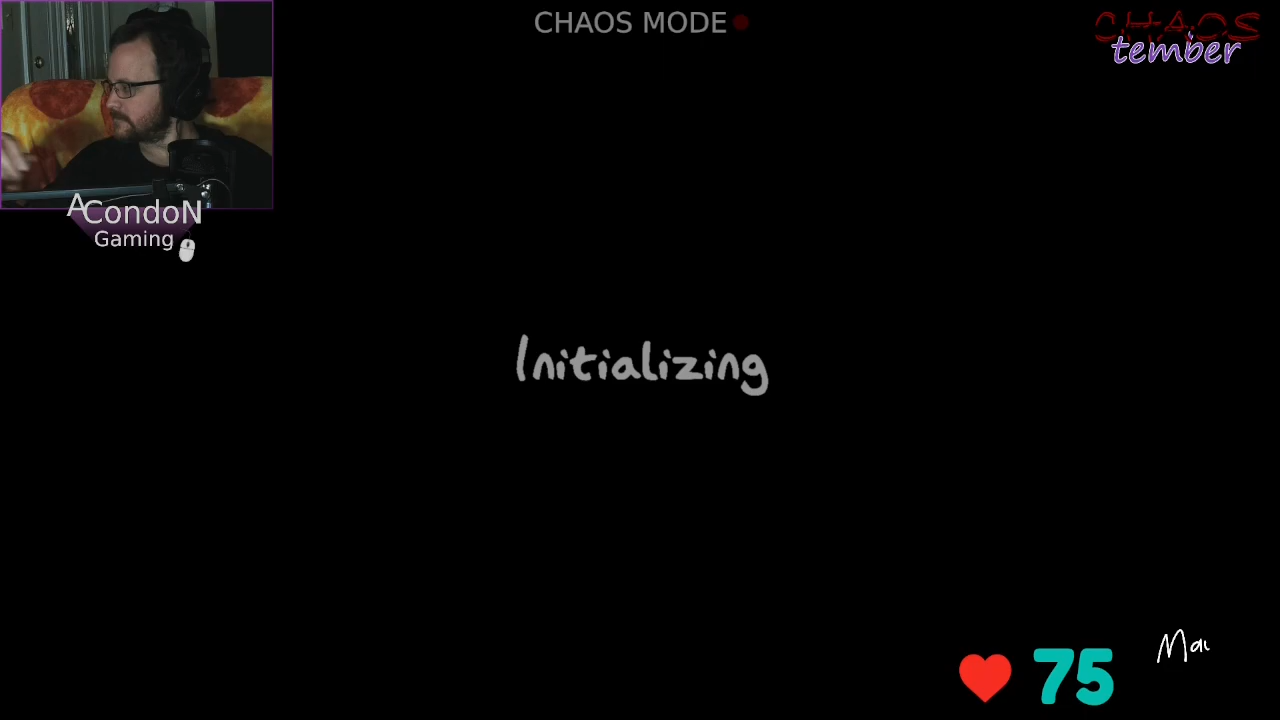 CHAOS MODE
CHAOS
tember
ACondoN
Gaming
Initializing
75